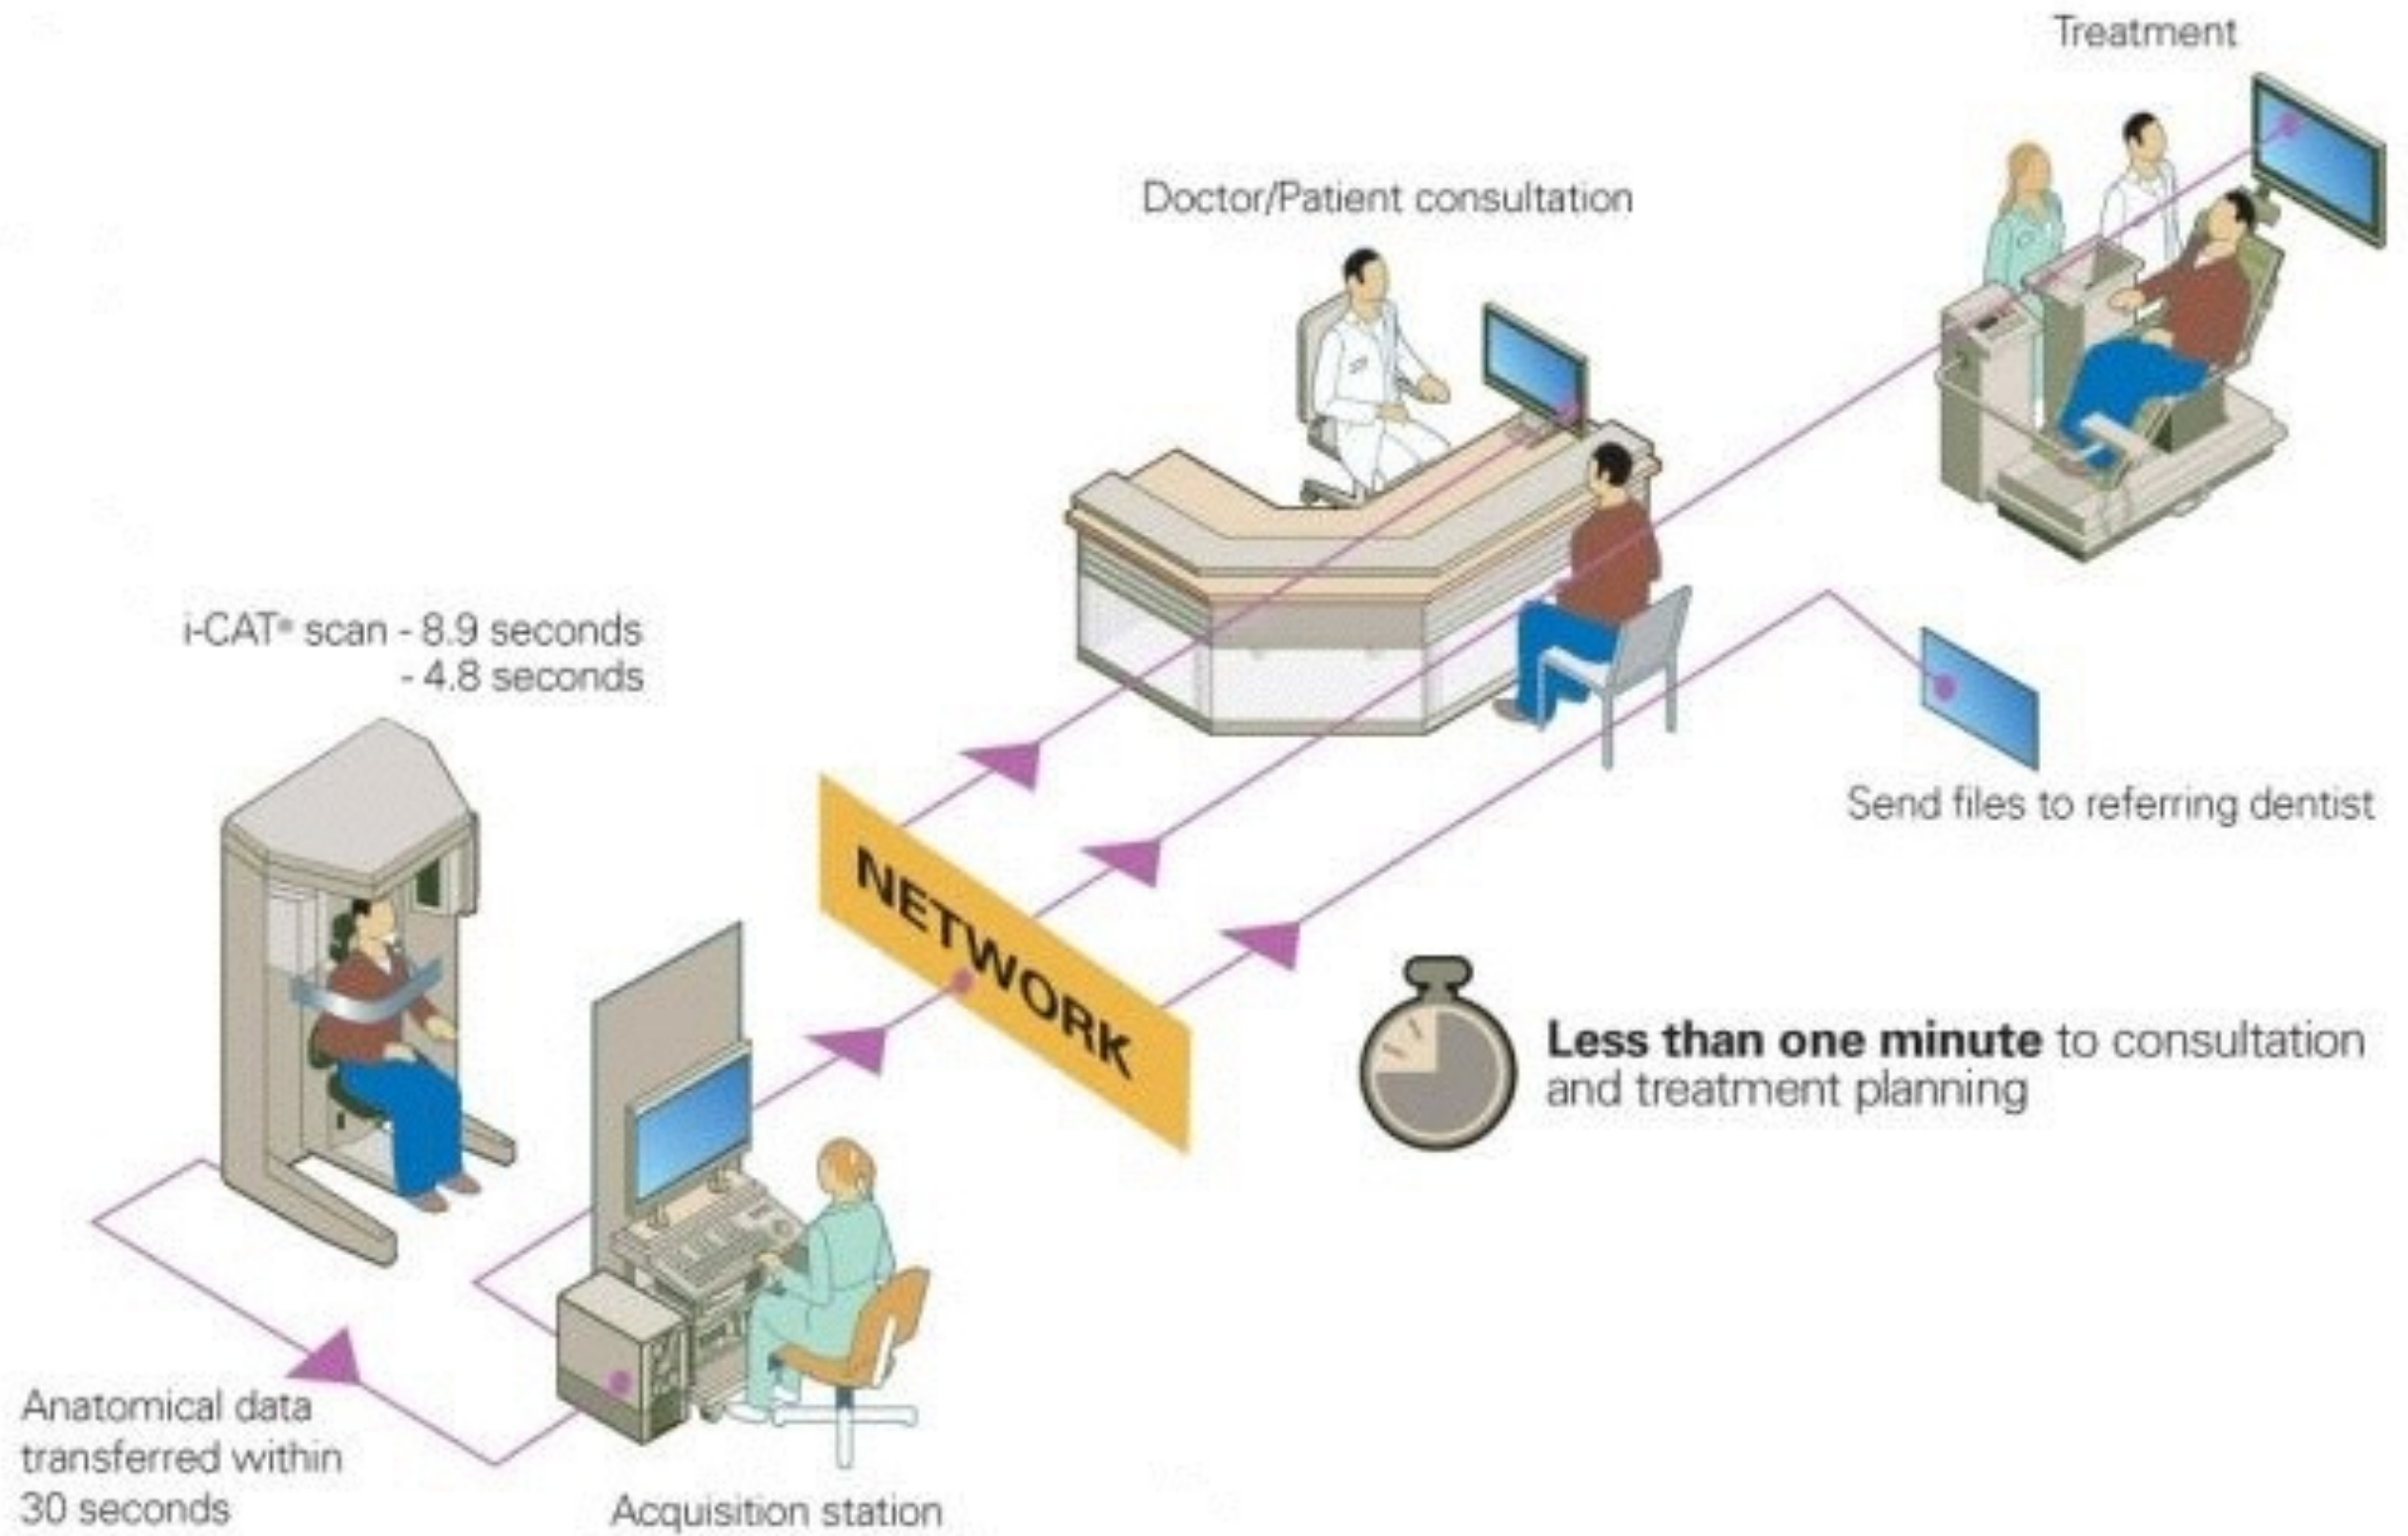 Treatment
Doctor/Patient consultation
i-CAT® scan - 8.9 seconds
- 4.8 seconds
NETWORK
Send files to referring dentist
Less than one minute to consultation
and treatment planning
Anatomical data
transferred within
30 seconds
Acquisition station